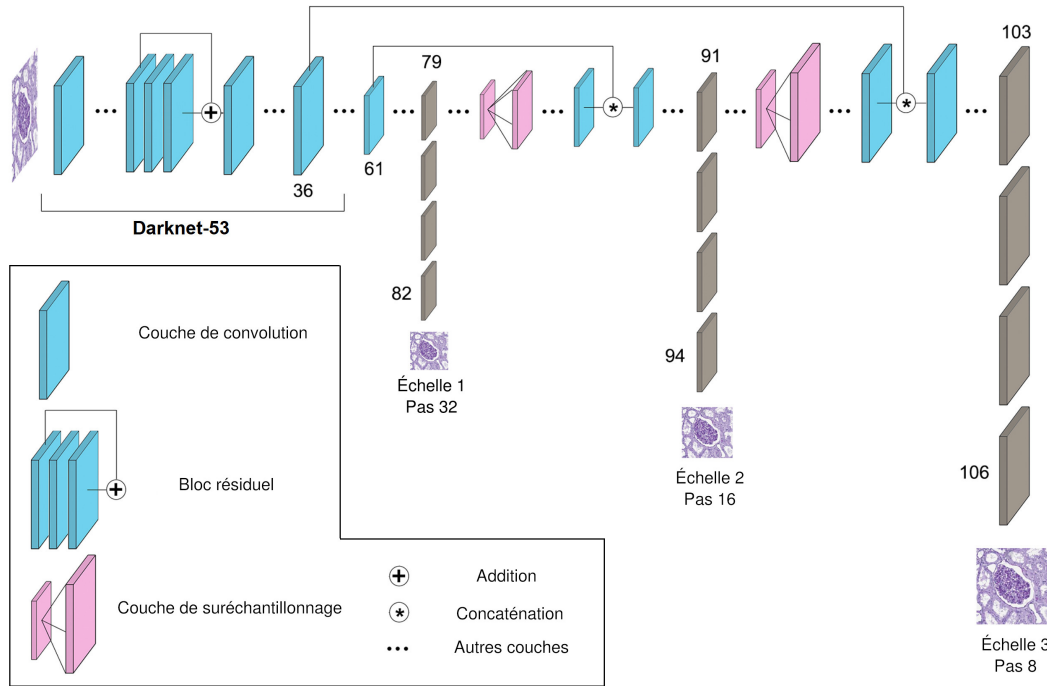 79
91
103
36
61
Darknet-53
82
Échelle 1
Pas 32
94
Échelle 2
Pas 16
106
Échelle 3
Pas 8
Couche de convolution
Bloc résiduel
Couche de suréchantillonnage
+ Addition
* Concaténation
••• Autres couches